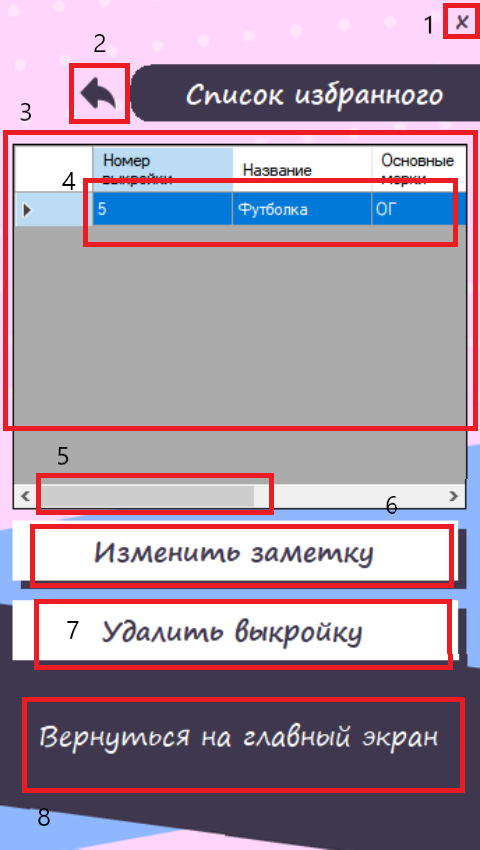 1 x
2
Список избранного
3
Номер выкройки Название Основные мерки
4
5 Футболка ОГ
5
6
Изменить заметку
7 Удалить выкройку
Вернуться на главный экран
8